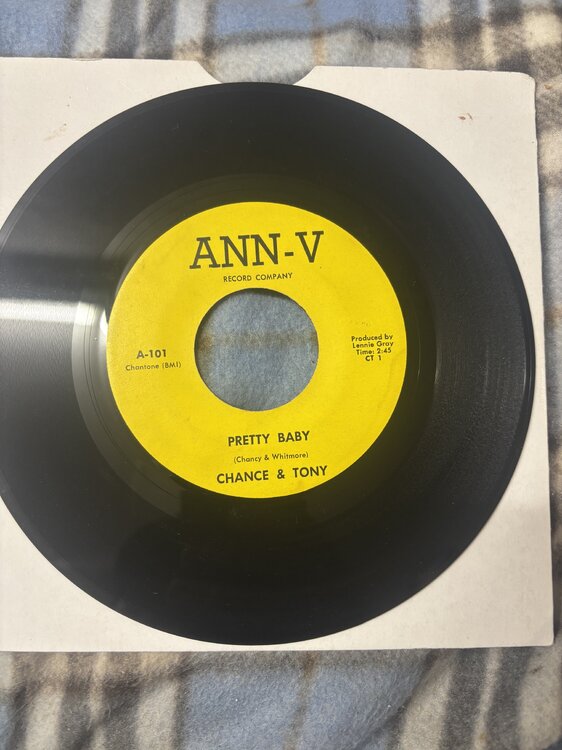 ANN-V
RECORD COMPANY
A-101
Chantone (BMI)
Produced by
Lennie Gray
Time: 2:45
CT 1
PRETTY BABY
(Chancy & Whitmore)
CHANCE & TONY